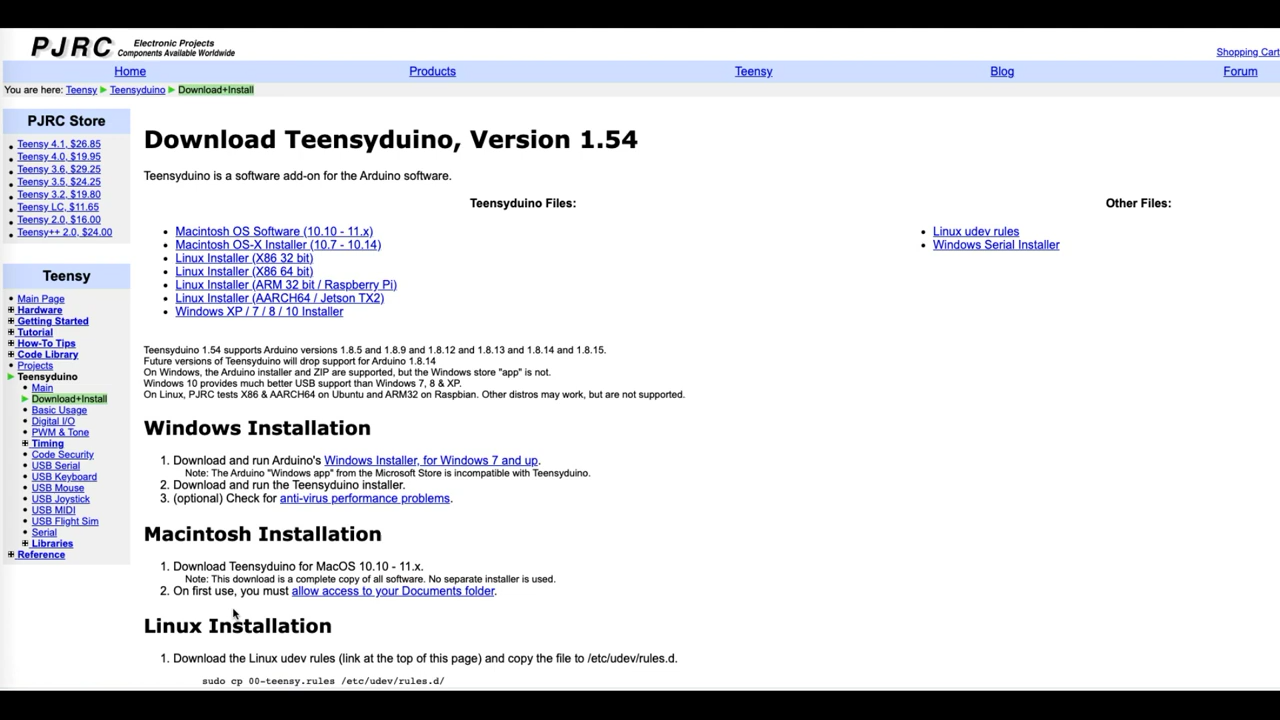 PJRC Electronic Projects
Components Available Worldwide
Shopping Cart
Home Products Teensy Blog Forum
You are here: Teensy Teensyduino Download+Install
PJRC Store
Teensy 4.1, $26.85
Teensy 4.0, $19.95
Teensy 3.6, $29.25
Teensy 3.5, $24.25
Teensy 3.2, $19.80
Teensy LC, $11.65
Teensy 2.0, $16.00
Teensy++ 2.0, $24.00
Teensy
Main Page
Hardware
Getting Started
Tutorial
How-To Tips
Code Library
Projects
Teensyduino
Main
Download+Install
Basic Usage
Digital I/O
PWM & Tone
Timing
Code Security
USB Serial
USB Keyboard
USB Mouse
USB Joystick
USB MIDI
USB Flight Sim
Serial
Libraries
Reference
Download Teensyduino, Version 1.54
Teensyduino is a software add-on for the Arduino software.
Teensyduino Files:
Macintosh OS Software (10.10 - 11.x)
Macintosh OS-X Installer (10.7 - 10.14)
Linux Installer (X86 32 bit)
Linux Installer (X86 64 bit)
Linux Installer (ARM 32 bit / Raspberry Pi)
Linux Installer (AARCH64 / Jetson TX2)
Windows XP / 7 / 8 / 10 Installer
Other Files:
Linux udev rules
Windows Serial Installer
Teensyduino 1.54 supports Arduino versions 1.8.5 and 1.8.9 and 1.8.12 and 1.8.13 and 1.8.14 and 1.8.15.
Future versions of Teensyduino will drop support for Arduino 1.8.14
On Windows, the Arduino installer and ZIP are supported, but the Windows store "app" is not.
Windows 10 provides much better USB support than Windows 7, 8 & XP.
On Linux, PJRC tests X86 & AARCH64 on Ubuntu and ARM32 on Raspbian. Other distros may work, but are not supported.
Windows Installation
1. Download and run Arduino's Windows Installer, for Windows 7 and up.
Note: The Arduino "Windows app" from the Microsoft Store is incompatible with Teensyduino.
2. Download and run the Teensyduino installer.
3. (optional) Check for anti-virus performance problems.
Macintosh Installation
1. Download Teensyduino for MacOS 10.10 - 11.x.
Note: This download is a complete copy of all software. No separate installer is used.
2. On first use, you must allow access to your Documents folder.
Linux Installation
1. Download the Linux udev rules (link at the top of this page) and copy the file to /etc/udev/rules.d.
sudo cp 00-teensy.rules /etc/udev/rules.d/